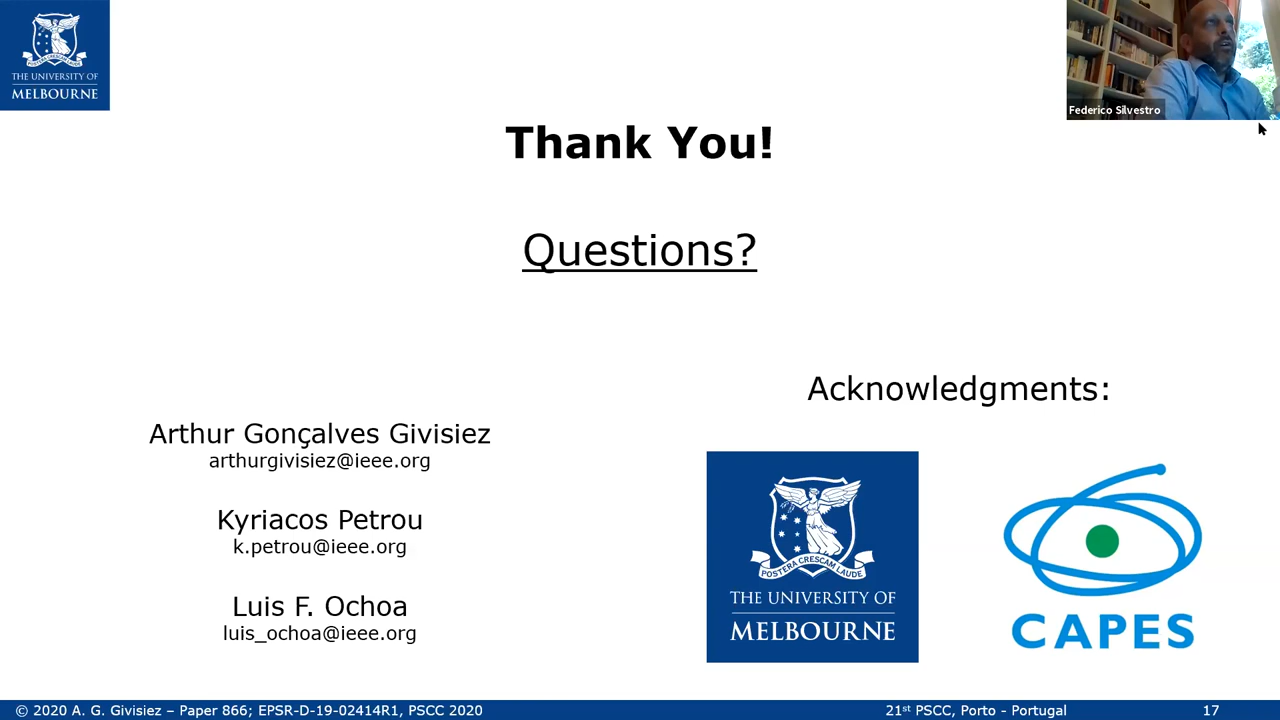 THE UNIVERSITY OF
MELBOURNE
Federico Silvestro
Thank You!
Questions?
Acknowledgments:
Arthur Gonçalves Givisiez
arthurgivisiez@ieee.org
Kyriacos Petrou
k.petrou@ieee.org
Luis F. Ochoa
luis_ochoa@ieee.org
POSTERA CRESCAM LAUDE
THE UNIVERSITY OF
MELBOURNE
CAPES
© 2020 A. G. Givisiez – Paper 866; EPSR-D-19-02414R1, PSCC 2020
21st PSCC, Porto - Portugal
17